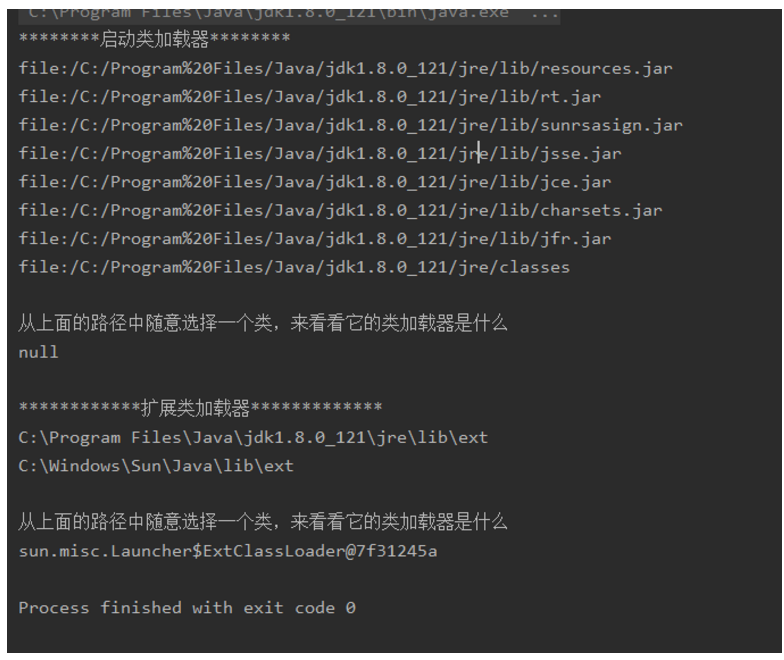 C:\Program Files\Java\jdk1.8.0_121\bin\java.exe" ...
********启动类加载器********
file:/C:/Program%20Files/Java/jdk1.8.0_121/jre/lib/resources.jar
file:/C:/Program%20Files/Java/jdk1.8.0_121/jre/lib/rt.jar
file:/C:/Program%20Files/Java/jdk1.8.0_121/jre/lib/sunrsasign.jar
file:/C:/Program%20Files/Java/jdk1.8.0_121/jre/lib/jsse.jar
file:/C:/Program%20Files/Java/jdk1.8.0_121/jre/lib/jce.jar
file:/C:/Program%20Files/Java/jdk1.8.0_121/jre/lib/charsets.jar
file:/C:/Program%20Files/Java/jdk1.8.0_121/jre/lib/jfr.jar
file:/C:/Program%20Files/Java/jdk1.8.0_121/jre/classes
从上面的路径中随意选择一个类，来看看它的类加载器是什么
null
************扩展类加载器*************
C:\Program Files\Java\jdk1.8.0_121\jre\lib\ext
C:\Windows\Sun\Java\lib\ext
从上面的路径中随意选择一个类，来看看它的类加载器是什么
sun.misc.Launcher$ExtClassLoader@7f31245a
Process finished with exit code 0